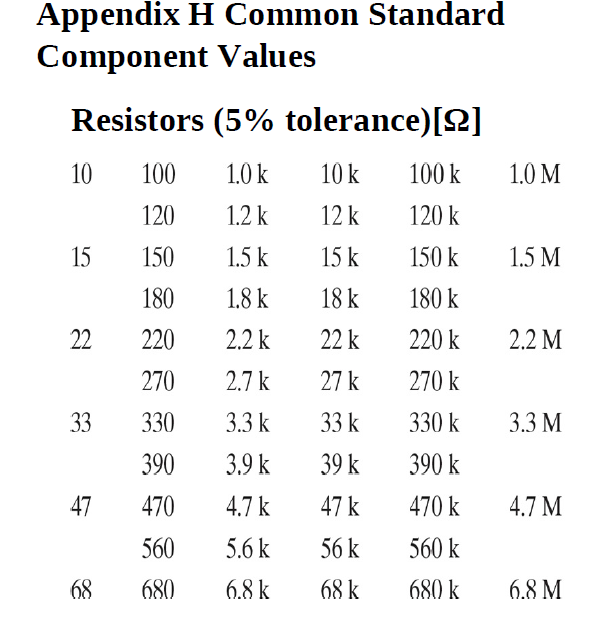 Appendix H Common Standard
Component Values
Resistors (5% tolerance)[Ω]
10 100 1.0 k 10 k 100 k 1.0 M
120 1.2 k 12 k 120 k
15 150 1.5 k 15 k 150 k 1.5 M
180 1.8 k 18 k 180 k
22 220 2.2 k 22 k 220 k 2.2 M
270 2.7 k 27 k 270 k
33 330 3.3 k 33 k 330 k 3.3 M
390 3.9 k 39 k 390 k
47 470 4.7 k 47 k 470 k 4.7 M
560 5.6 k 56 k 560 k
68 680 6.8 k 68 k 680 k 6.8 M